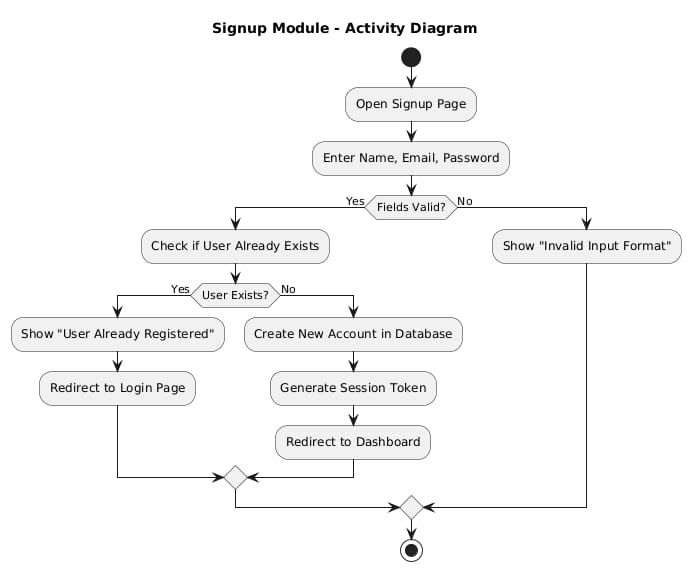 Signup Module - Activity Diagram
Open Signup Page
Enter Name, Email, Password
Yes
Fields Valid?
No
Check if User Already Exists
Show "Invalid Input Format"
Yes
User Exists?
No
Show "User Already Registered"
Create New Account in Database
Redirect to Login Page
Generate Session Token
Redirect to Dashboard